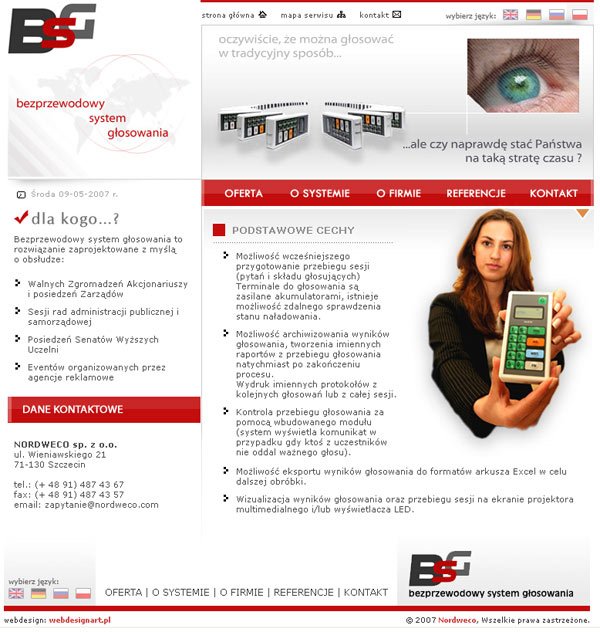 BSG
strona główna
mapa serwisu
kontakt
wybierz język:
bezprzewodowy
system
głosowania
oczywiście, że można głosować
w tradycyjny sposób...
...ale czy naprawdę stać Państwa
na taką stratę czasu ?
Środa 09-05-2007 r.
OFERTA
O SYSTEMIE
O FIRMIE
REFERENCJE
KONTAKT
dla kogo...?
Bezprzewodowy system głosowania to
rozwiązanie zaprojektowane z myślą
o obsłudze:
Walnych Zgromadzeń Akcjonariuszy
i posiedzeń Zarządów
Sesji rad administracji publicznej i
samorządowej
Posiedzeń Senatów Wyższych
Uczelni
Eventów organizowanych przez
agencje reklamowe
DANE KONTAKTOWE
NORDWECO sp. z o.o.
ul. Wieniawskiego 21
71-130 Szczecin
tel.: (+ 48 91) 487 43 67
fax: (+ 48 91) 487 43 57
email: zapytanie@nordweco.com
PODSTAWOWE CECHY
Możliwość wcześniejszego
przygotowanie przebiegu sesji
(pytań i składu głosujących)
Terminale do głosowania są
zasilane akumulatorami, istnieje
możliwość zdalnego sprawdzenia
stanu naładowania.
Możliwość archiwizowania wyników
głosowania, tworzenia imiennych
raportów z przebiegu głosowania
natychmiast po zakończeniu
procesu.
Wydruk imiennych protokołów z
kolejnych głosowań lub z całej sesji.
Kontrola przebiegu głosowania za
pomocą wbudowanego modułu
(system wyświetla komunikat w
przypadku gdy ktoś z uczestników
nie oddał ważnego głosu).
Możliwość eksportu wyników głosowania do formatów arkusza Excel w celu
dalszej obróbki.
Wizualizacja wyników głosowania oraz przebiegu sesji na ekranie projektora
multimedialnego i/lub wyświetlacza LED.
wybierz język:
OFERTA | O SYSTEMIE | O FIRMIE | REFERENCJE | KONTAKT
BSG
bezprzewodowy system głosowania
webdesign: webdesignart.pl
© 2007 Nordweco, Wszelkie prawa zastrzeżone.